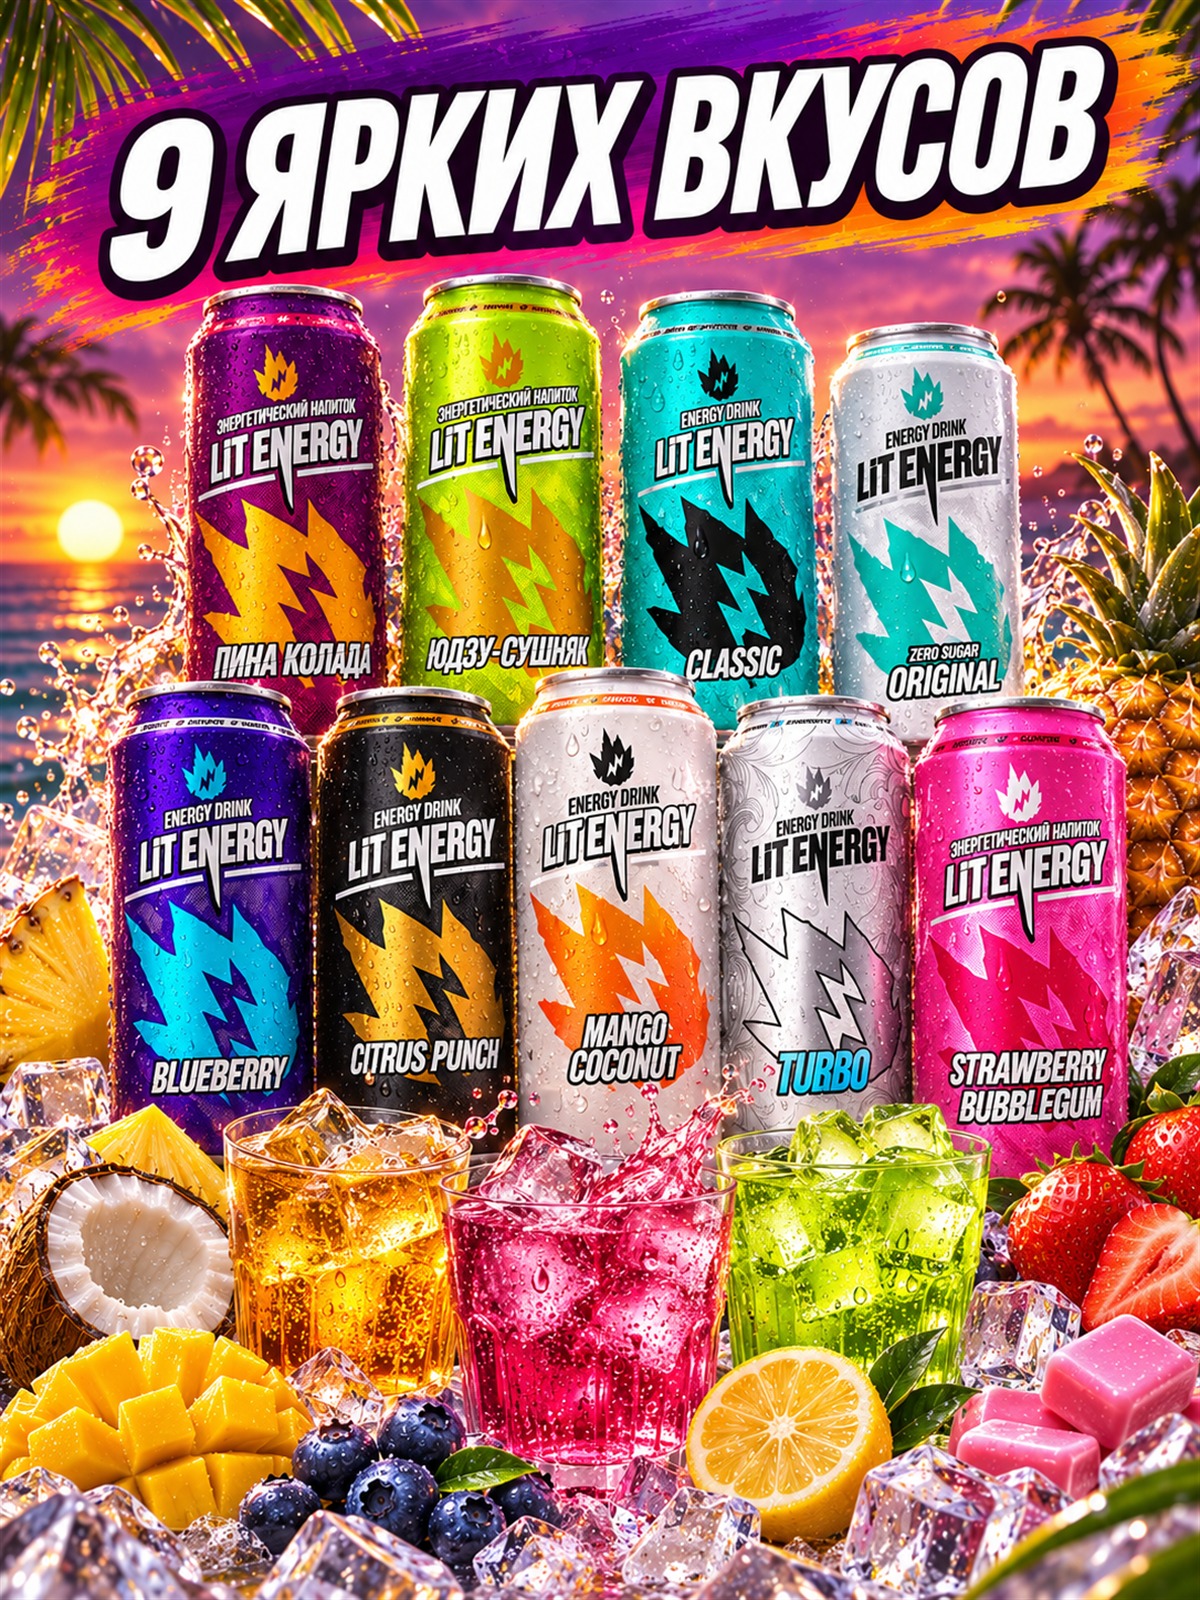 9 ЯРКИХ ВКУСОВ
ЭНЕРГЕТИЧЕСКИЙ НАПИТОК
LIT ENERGY
ПИНА КОЛАДА
ЭНЕРГЕТИЧЕСКИЙ НАПИТОК
LIT ENERGY
ЮДЗУ-СУШНЯК
ENERGY DRINK
LIT ENERGY
CLASSIC
ENERGY DRINK
LIT ENERGY
ZERO SUGAR
ORIGINAL
ENERGY DRINK
LIT ENERGY
BLUEBERRY
ENERGY DRINK
LIT ENERGY
CITRUS PUNCH
ENERGY DRINK
LIT ENERGY
MANGO
COCONUT
ENERGY DRINK
LIT ENERGY
TURBO
ЭНЕРГЕТИЧЕСКИЙ НАПИТОК
LIT ENERGY
STRAWBERRY
BUBBLEGUM